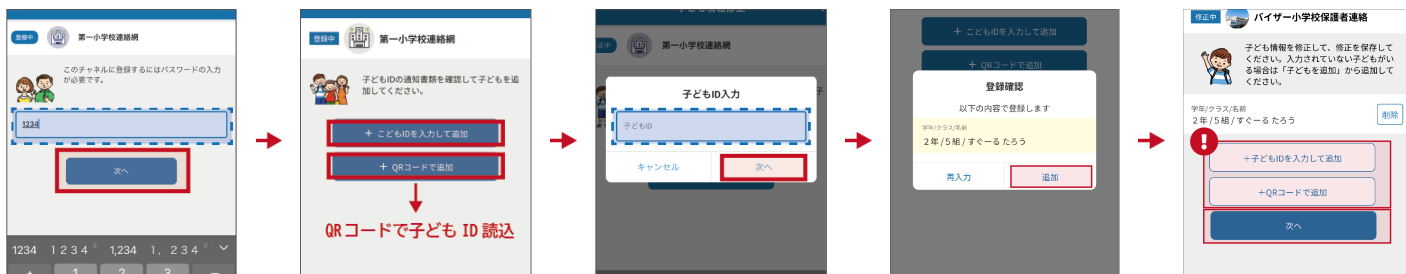 登録中
第一小学校連絡網
このチャネルに登録するにはパスワードの入力
が必要です。
1234
次へ
1234 1 2 3 4 1,234 1, 2 3 4
1 2 3
登録中
第一小学校連絡網
子どもIDの通知書類を確認して子どもを追
加してください。
+ こどもIDを入力して追加
+ QRコードで追加
QRコードで子ども ID 読込
第一小学校連絡網
子どもID入力
子どもID
キャンセル
次へ
+ こどもIDを入力して追加
+ QRコードで追加
登録確認
以下の内容で登録します
学年/クラス/名前
2年/5組/すぐーる たろう
再入力
追加
修正中
バイザー小学校保護者連絡
子ども情報を修正して、修正を保存して
ください。入力されていない子どもがい
る場合は「子どもを追加」から追加して
ください。
学年/クラス/名前
2年/5組/すぐーる たろう
削除
!
+子どもIDを入力して追加
+QRコードで追加
次へ